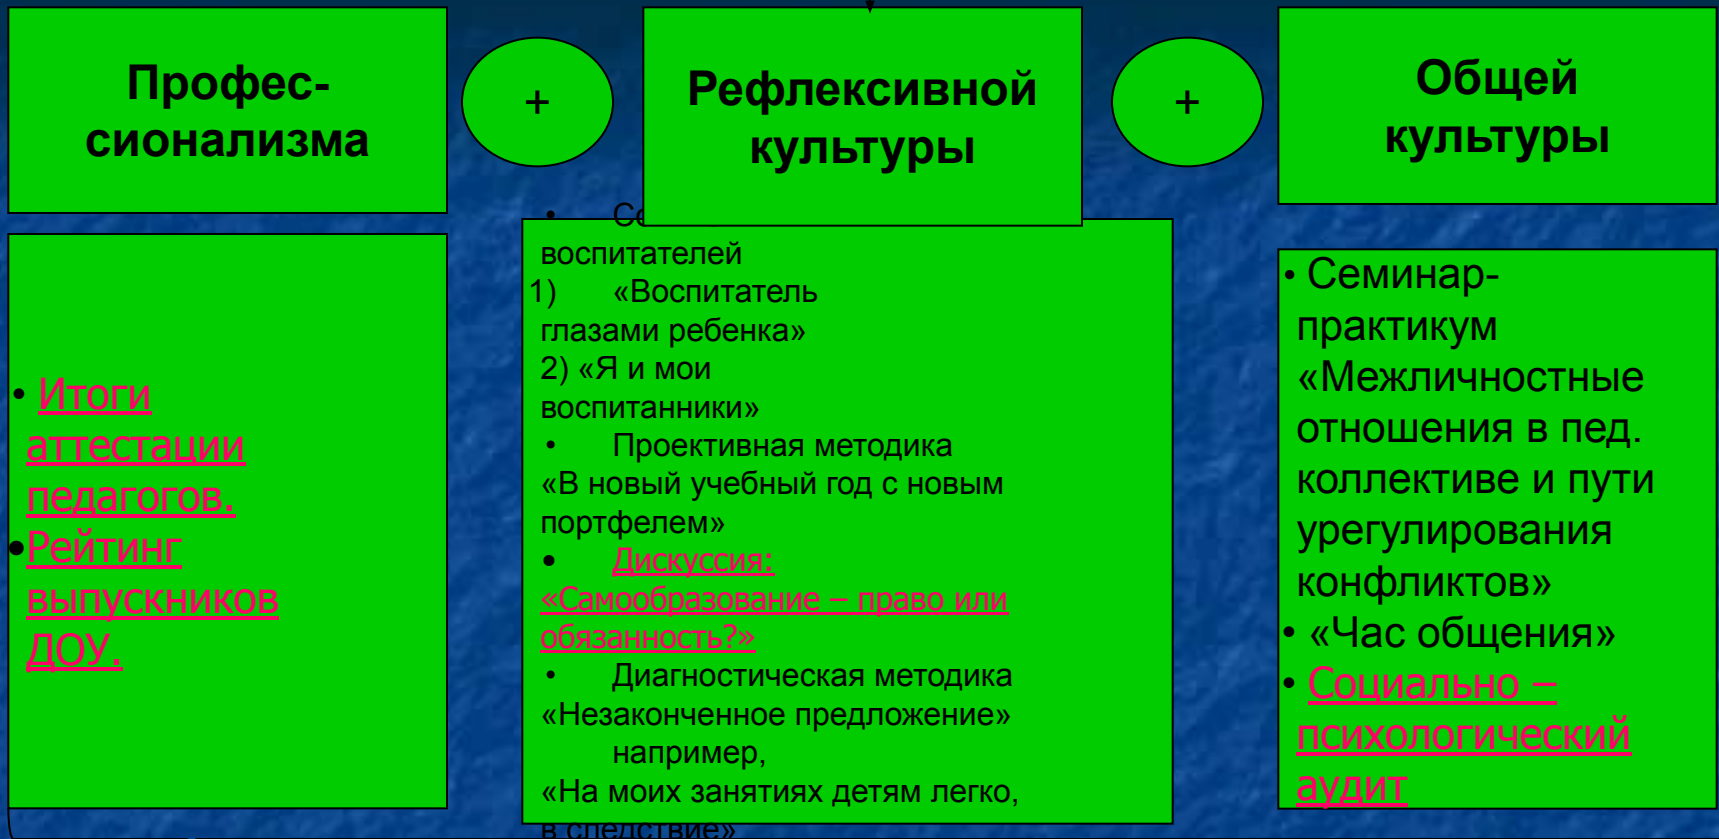 Профес-
сионализма
+
Рефлексивной
культуры
+
Общей
культуры
• Итоги
аттестации
педагогов.
•Рейтинг
выпускников
ДОУ.
•
воспитателей
1) «Воспитатель
глазами ребенка»
2) «Я и мои
воспитанники»
• Проективная методика
«В новый учебный год с новым
портфелем»
• Дискуссия:
«Самообразование – право или
обязанность?»
• Диагностическая методика
«Незаконченное предложение»
например,
«На моих занятиях детям легко,
в следствие»
• Семинар-
практикум
«Межличностные
отношения в пед.
коллективе и пути
урегулирования
конфликтов»
• «Час общения»
• Социально –
психологический
аудит